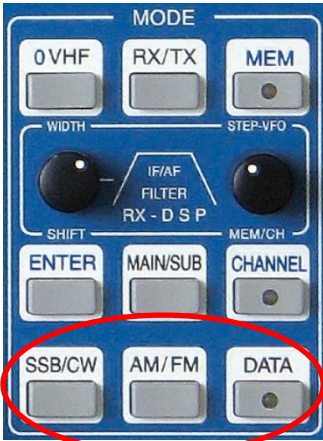 MODE
0 VHF RX/TX MEM
WIDTH STEP-VFO
IF/AF
FILTER
RX - D S P
SHIFT MEM/CH
ENTER MAIN/SUB CHANNEL
SSB/CW AM/FM DATA